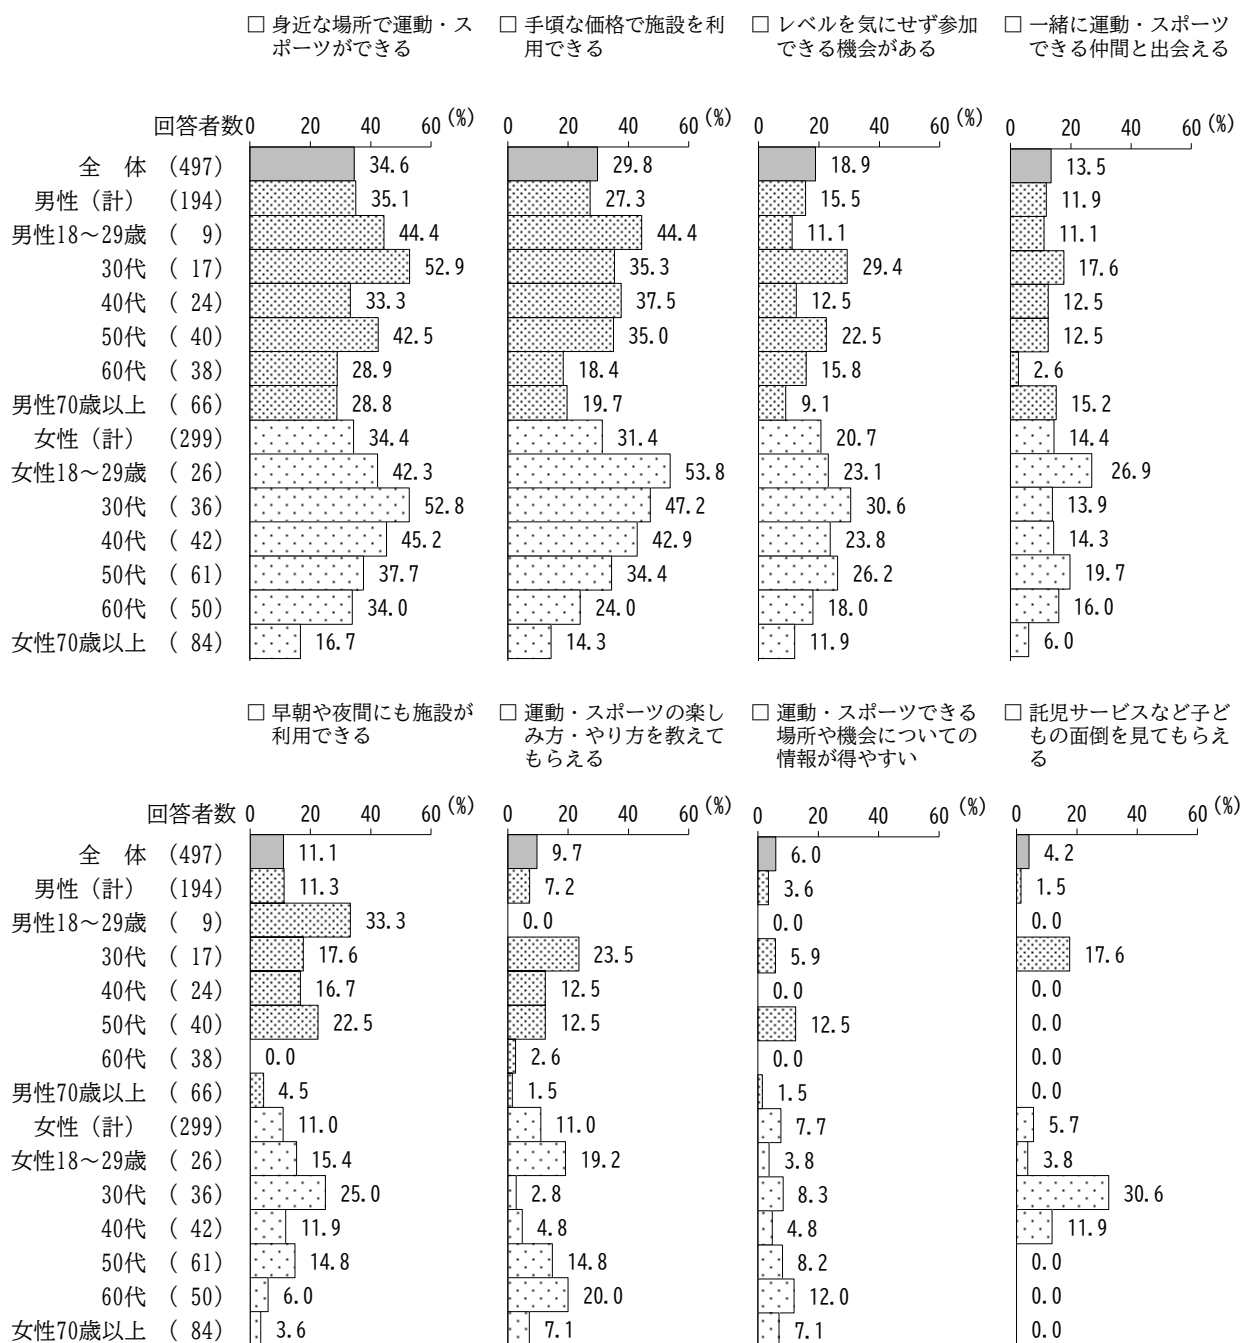 □ 身近な場所で運動・ス □ 手頃な価格で施設を利 □ レベルを気にせず参加 □ 一緒に運動・スポーツ
ポーツができる 用できる できる機会がある できる仲間と出会える
回答者数 0 20 40 60 (%) 0 20 40 60 (%) 0 20 40 60 (%) 0 20 40 60 (%)
全 体 (497) 34.6 29.8 18.9 13.5
男性(計) (194) 35.1 27.3 15.5 11.9
男性18〜29歳 ( 9) 44.4 44.4 11.1 11.1
30代 ( 17) 52.9 35.3 29.4 17.6
40代 ( 24) 33.3 37.5 12.5 12.5
50代 ( 40) 42.5 35.0 22.5 12.5
60代 ( 38) 28.9 18.4 15.8 2.6
男性70歳以上 ( 66) 28.8 19.7 9.1 15.2
女性(計) (299) 34.4 31.4 20.7 14.4
女性18〜29歳 ( 26) 42.3 53.8 23.1 26.9
30代 ( 36) 52.8 47.2 30.6 13.9
40代 ( 42) 45.2 42.9 23.8 14.3
50代 ( 61) 37.7 34.4 26.2 19.7
60代 ( 50) 34.0 24.0 18.0 16.0
女性70歳以上 ( 84) 16.7 14.3 11.9 6.0
□ 早朝や夜間にも施設が □ 運動・スポーツの楽し □ 運動・スポーツできる □ 託児サービスなど子ど
利用できる み方・やり方を教えて 場所や機会についての もの面倒を見てもらえ
もらえる 情報が得やすい る
回答者数 0 20 40 60 (%) 0 20 40 60 (%) 0 20 40 60 (%) 0 20 40 60 (%)
全 体 (497) 11.1 9.7 6.0 4.2
男性(計) (194) 11.3 7.2 3.6 1.5
男性18〜29歳 ( 9) 33.3 0.0 0.0 0.0
30代 ( 17) 17.6 23.5 5.9 17.6
40代 ( 24) 16.7 12.5 0.0 0.0
50代 ( 40) 22.5 12.5 12.5 0.0
60代 ( 38) 0.0 2.6 0.0 0.0
男性70歳以上 ( 66) 4.5 1.5 1.5 0.0
女性(計) (299) 11.0 11.0 7.7 5.7
女性18〜29歳 ( 26) 15.4 19.2 3.8 3.8
30代 ( 36) 25.0 2.8 8.3 30.6
40代 ( 42) 11.9 4.8 4.8 11.9
50代 ( 61) 14.8 14.8 8.2 0.0
60代 ( 50) 6.0 20.0 12.0 0.0
女性70歳以上 ( 84) 3.6 7.1 7.1 0.0